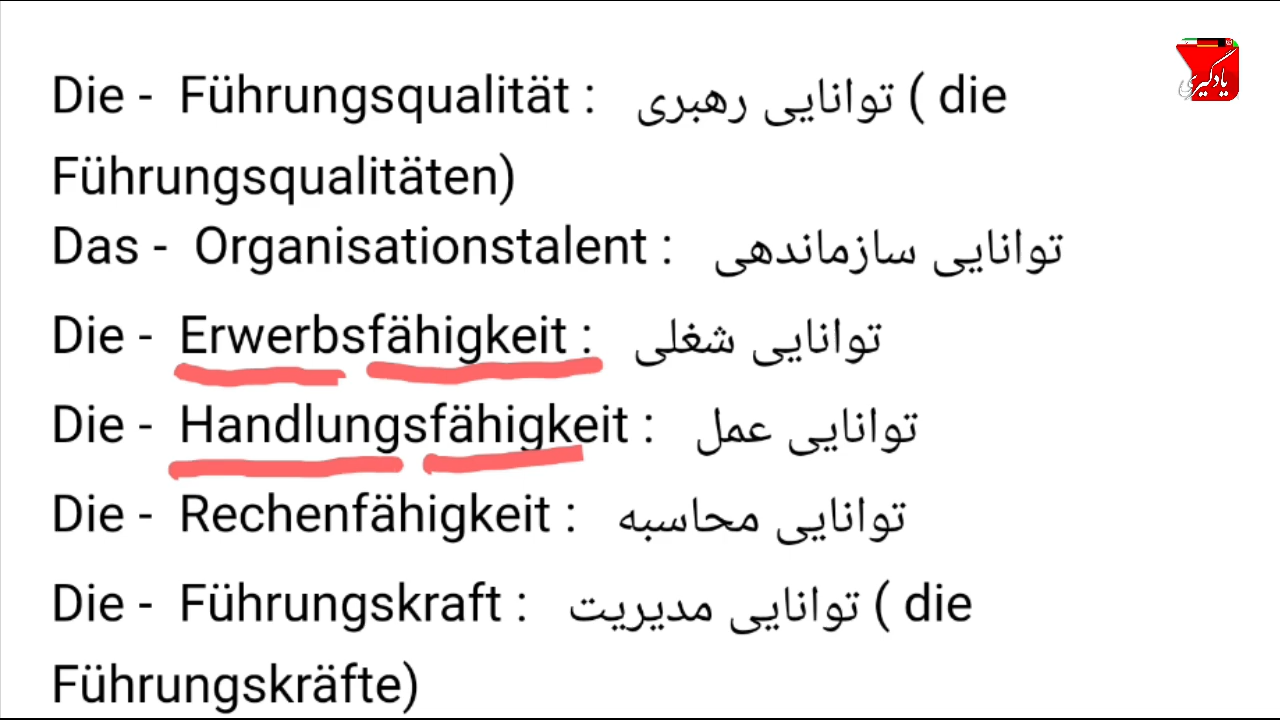 Die - Führungsqualität : توانایی رهبری ( die
Führungsqualitäten)
Das - Organisationstalent : توانایی سازماندهی
Die - Erwerbsfähigkeit : توانایی شغلی
Die - Handlungsfähigkeit : توانایی عمل
Die - Rechenfähigkeit : توانایی محاسبه
Die - Führungskraft : توانایی مدیریت ( die
Führungskräfte)
یادگیری